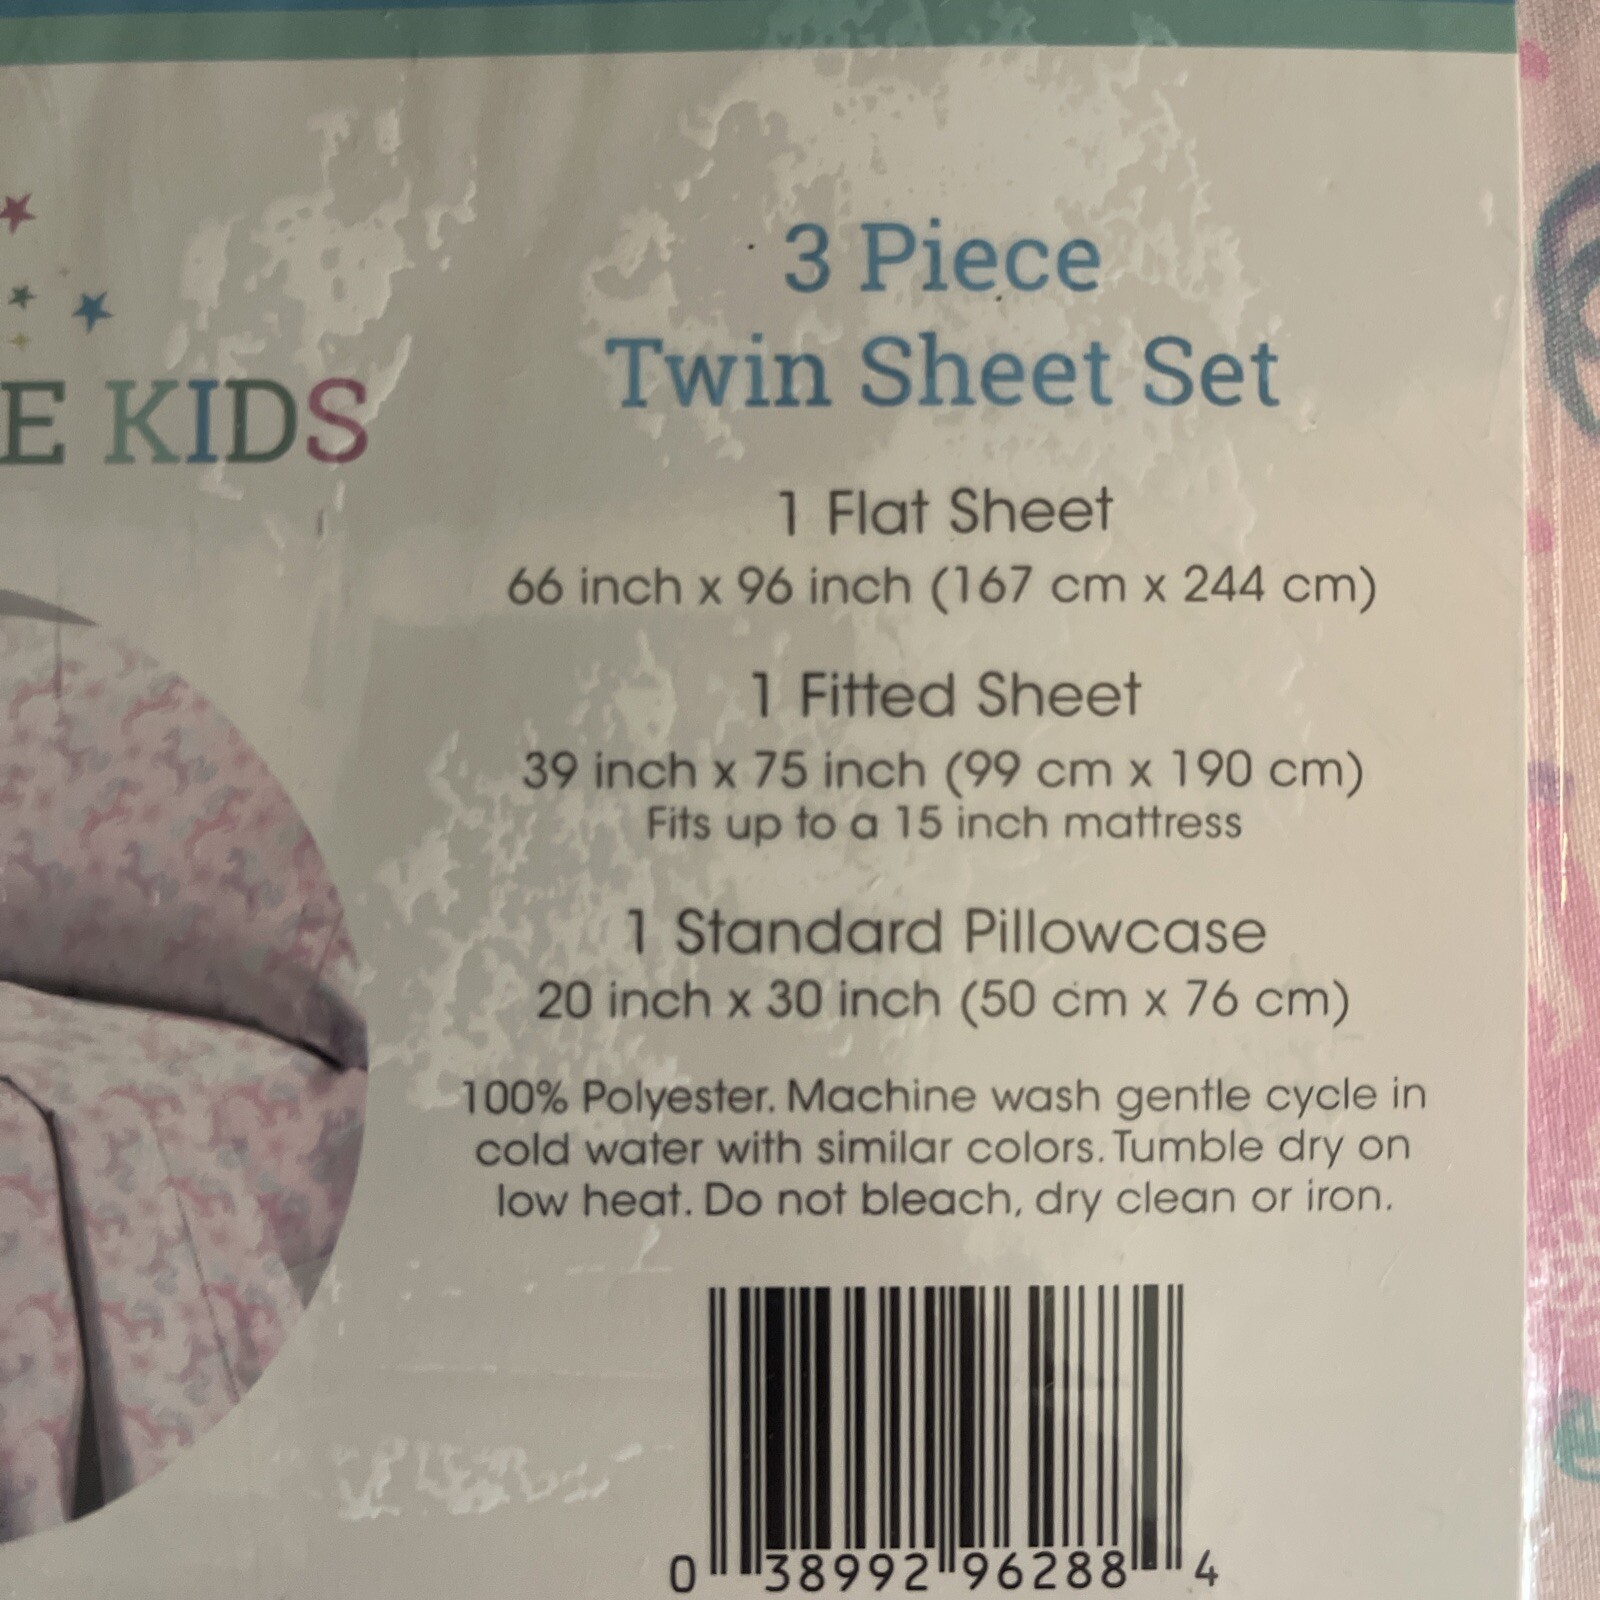 E KIDS
3 Piece
Twin Sheet Set
1 Flat Sheet
66 inch x 96 inch (167 cm x 244 cm)
1 Fitted Sheet
39 inch x 75 inch (99 cm x 190 cm)
Fits up to a 15 inch mattress
1 Standard Pillowcase
20 inch x 30 inch (50 cm x 76 cm)
100% Polyester. Machine wash gentle cycle in
cold water with similar colors. Tumble dry on
low heat. Do not bleach, dry clean or iron.
0 38992 96288 4